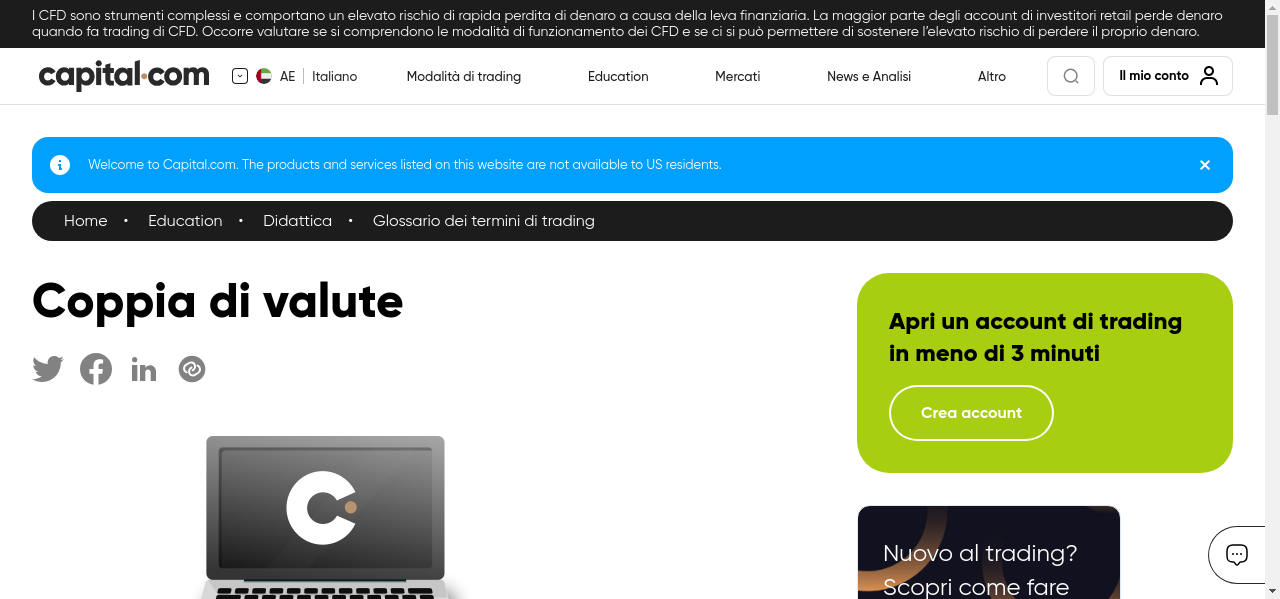 I CFD sono strumenti complessi e comportano un elevato rischio di rapida perdita di denaro a causa della leva finanziaria. La maggior parte degli account di investitori retail perde denaro
quando fa trading di CFD. Occorre valutare se si comprendono le modalità di funzionamento dei CFD e se ci si può permettere di sostenere l’elevato rischio di perdere il proprio denaro.
capital.com
AE
Italiano
Modalità di trading
Education
Mercati
News e Analisi
Altro
Il mio conto
Welcome to Capital.com. The products and services listed on this website are not available to US residents.
Home • Education • Didattica • Glossario dei termini di trading
Coppia di valute
Apri un account di trading
in meno di 3 minuti
Crea account
Nuovo al trading?
Scopri come fare